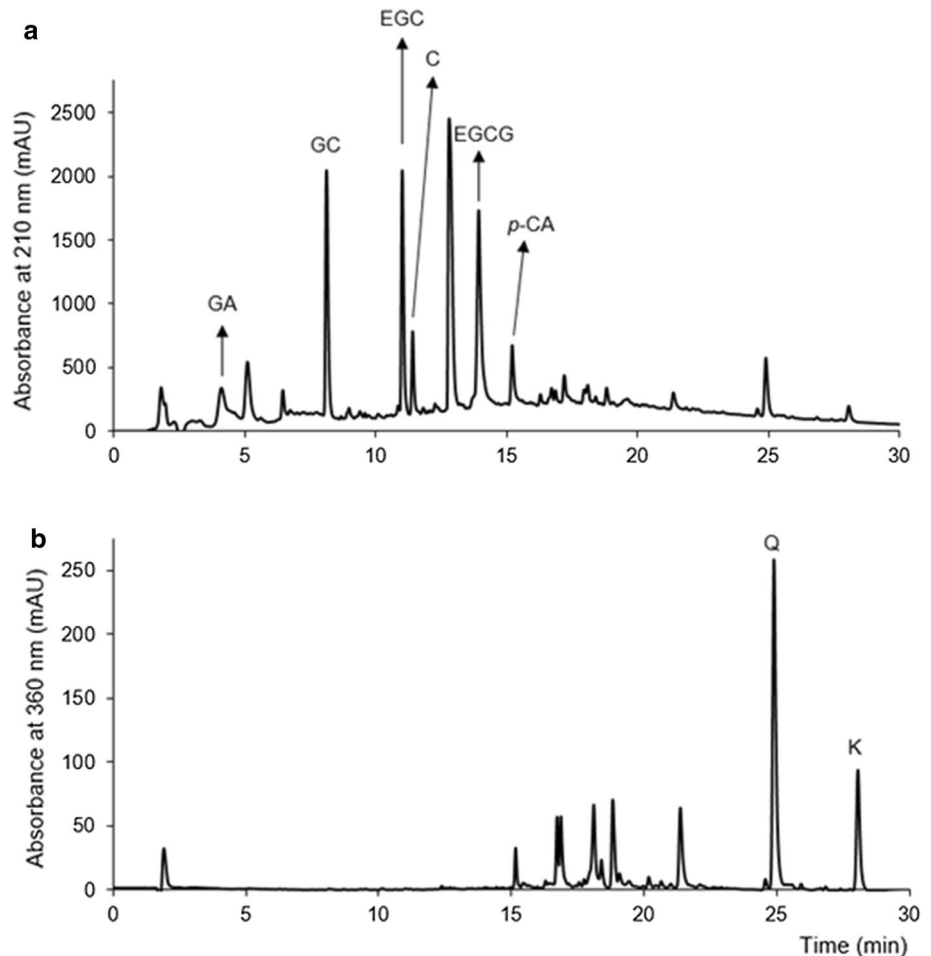 a
EGC
C
GC
EGCG
p-CA
GA
Absorbance at 210 nm (mAU)
2500
2000
1500
1000
500
0
0 5 10 15 20 25 30
b
Q
K
Absorbance at 360 nm (mAU)
250
200
150
100
50
0
0 5 10 15 20 25 30
Time (min)